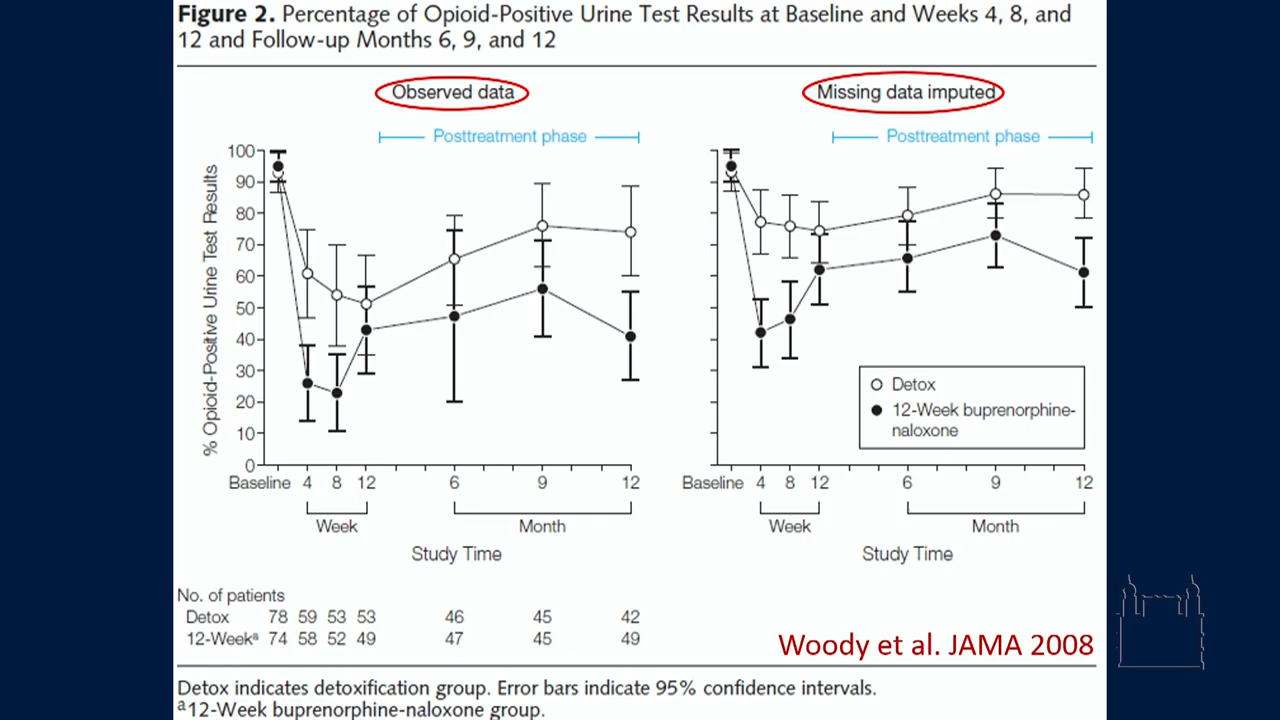 Figure 2. Percentage of Opioid-Positive Urine Test Results at Baseline and Weeks 4, 8, and
12 and Follow-up Months 6, 9, and 12
Observed data
Missing data imputed
Posttreatment phase
Posttreatment phase
% Opioid-Positive Urine Test Results
100
90
80
70
60
50
40
30
20
10
0
Baseline 4 8 12 6 9 12
Week Month
Study Time
Baseline 4 8 12 6 9 12
Week Month
Study Time
Detox
12-Week buprenorphine-
naloxone
No. of patients
Detox 78 59 53 53 46 45 42
12-Weekª 74 58 52 49 47 45 49
Woody et al. JAMA 2008
Detox indicates detoxification group. Error bars indicate 95% confidence intervals.
ª12-Week buprenorphine-naloxone group.